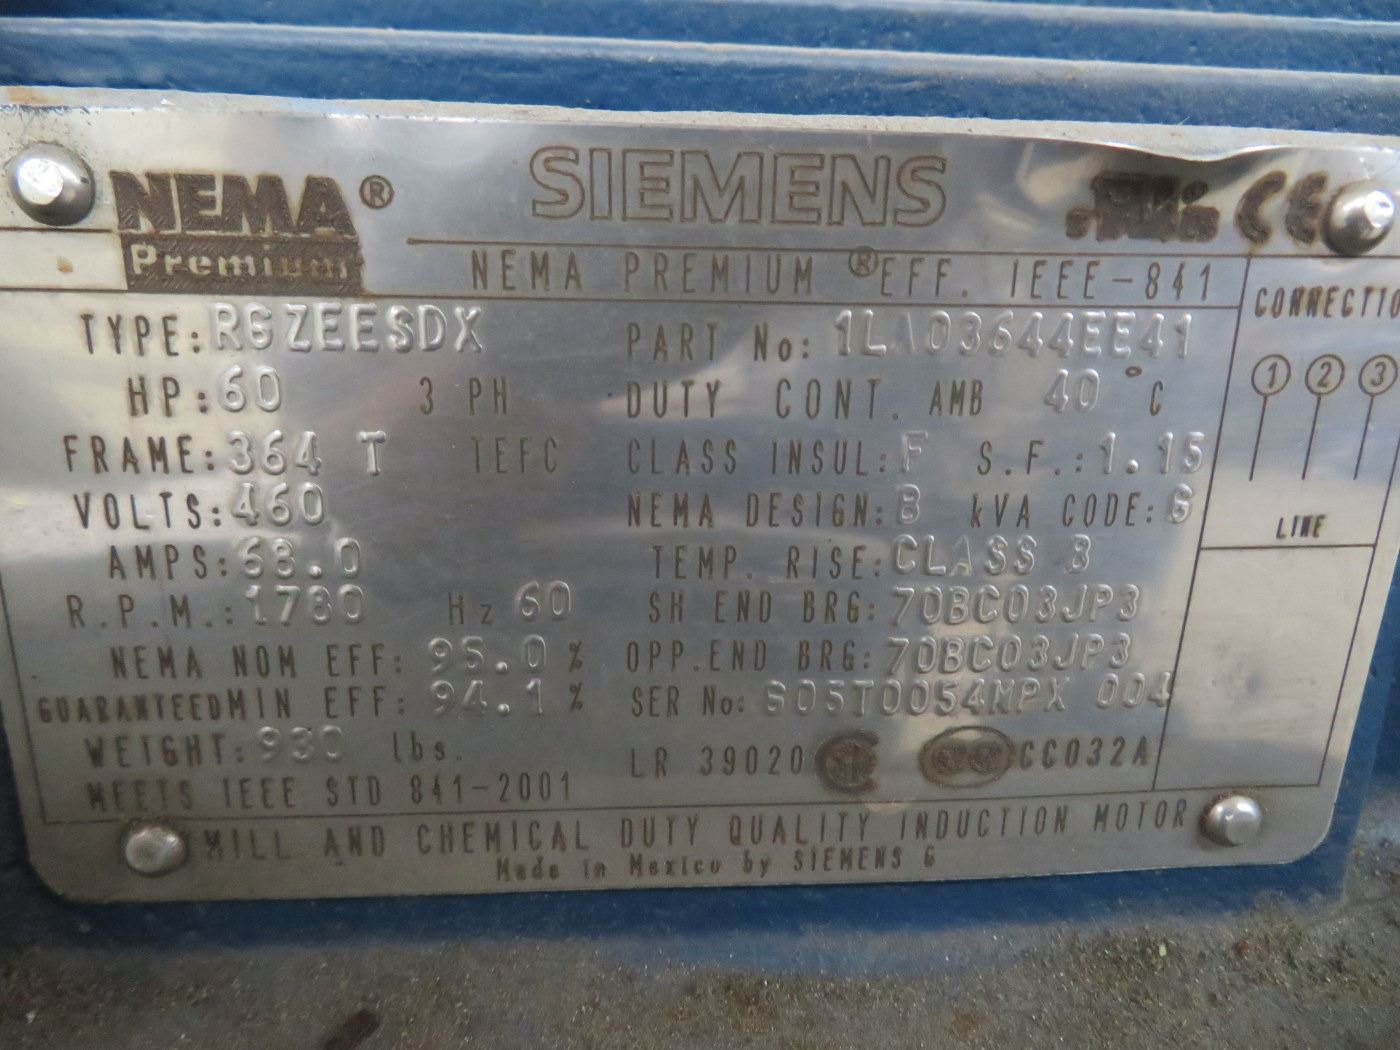 NEMA® SIEMENS CE
Premium NEMA PREMIUM ® EFF. IEEE-841
TYPE: RGZEESDX PART No: 1LA03644EE41
HP: 60 3 PH DUTY CONT. AMB 40 °C
FRAME: 364 T TEFC CLASS INSUL: F S.F.: 1.15
VOLTS: 460 NEMA DESIGN: B kVA CODE: G
AMPS: 68.0 TEMP. RISE: CLASS B
R.P.M.: 1780 Hz 60 SH END BRG: 70BC03JP3
NEMA NOM EFF: 95.0 % OPP.END BRG: 70BC03JP3
GUARANTEED MIN EFF: 94.1 % SER No: S05T0054MPX 004
WEIGHT: 930 lbs. LR 39020 CC032A
MEETS IEEE STD 841-2001
MILL AND CHEMICAL DUTY QUALITY INDUCTION MOTOR
Made in Mexico by SIEMENS G
CONNECTIO
1 2 3
LINE